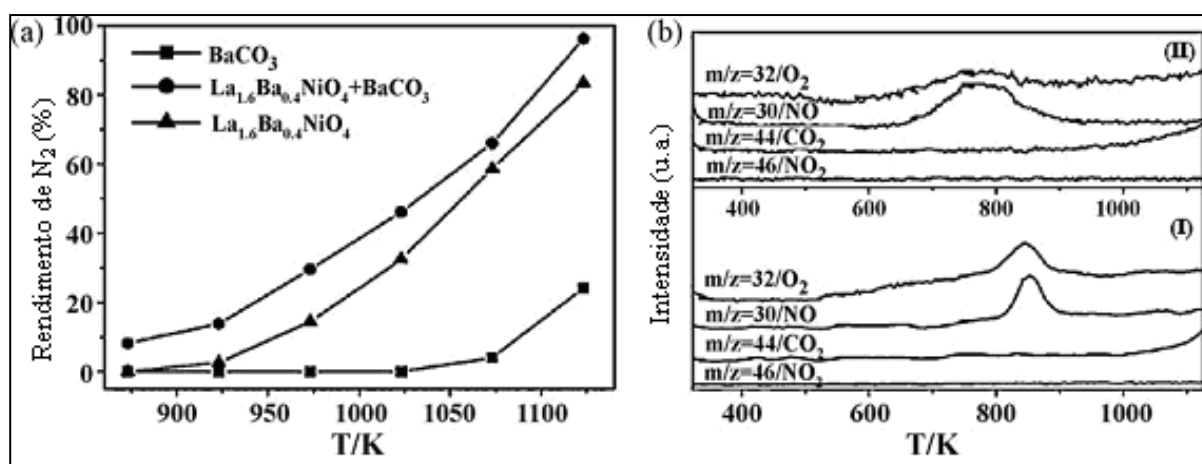 (a)
100
80
60
40
20
0
Rendimento de N₂ (%)
BaCO₃
La₁.₆Ba₀.₄NiO₄+BaCO₃
La₁.₆Ba₀.₄NiO₄
900 950 1000 1050 1100
T/K
(b)
Intensidade (u.a.)
(II)
m/z=32/O₂
m/z=30/NO
m/z=44/CO₂
m/z=46/NO₂
400 600 800 1000
(I)
m/z=32/O₂
m/z=30/NO
m/z=44/CO₂
m/z=46/NO₂
400 600 800 1000
T/K